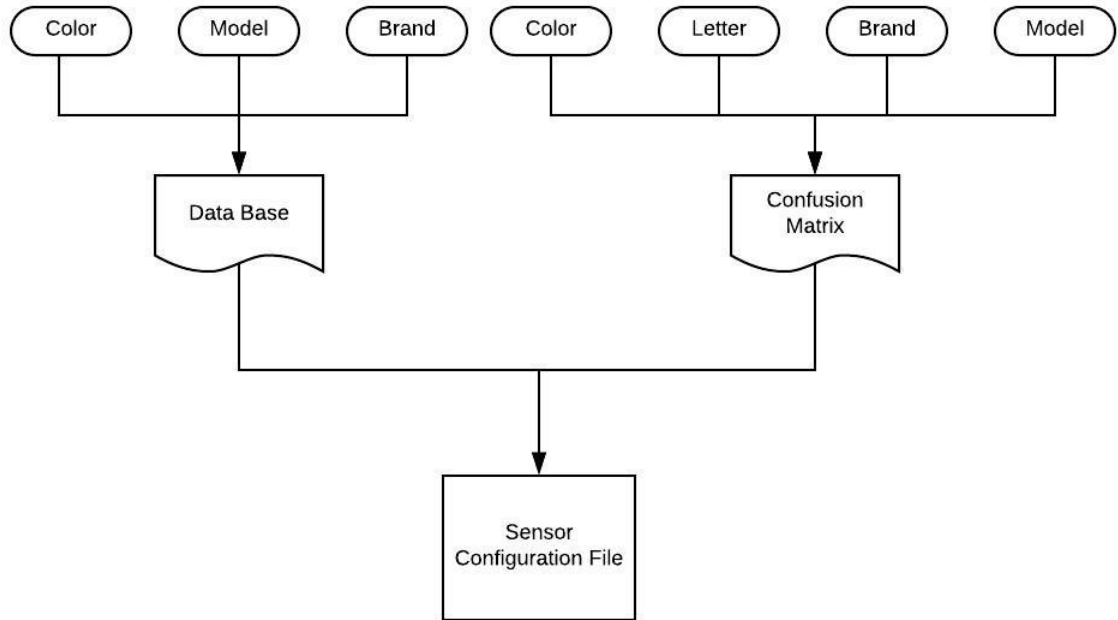 Color
Model
Brand
Color
Letter
Brand
Model
Data Base
Confusion
Matrix
Sensor
Configuration File